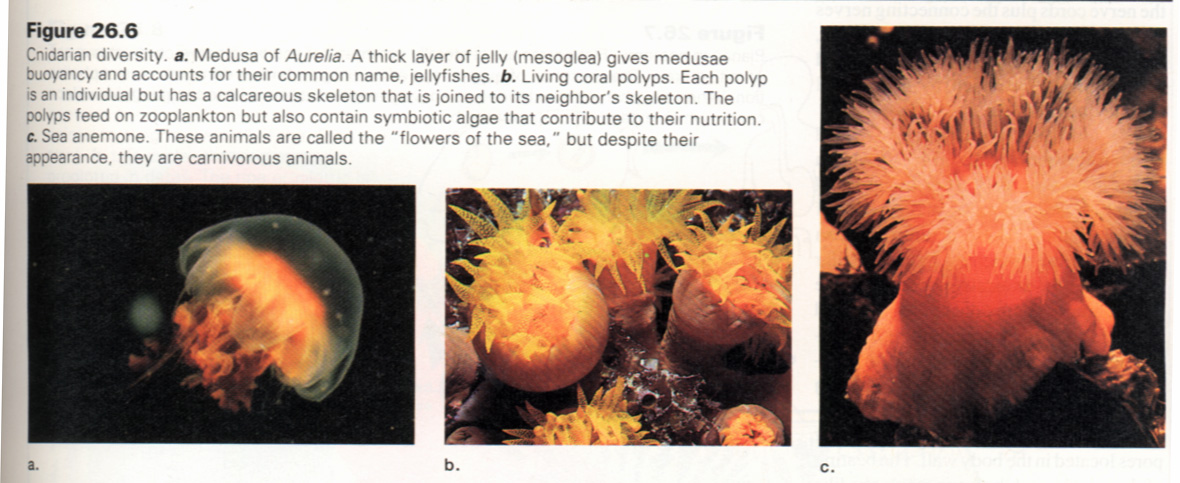 Figure 26.6
Cnidarian diversity. a. Medusa of Aurelia. A thick layer of jelly (mesoglea) gives medusae
buoyancy and accounts for their common name, jellyfishes. b. Living coral polyps. Each polyp
is an individual but has a calcareous skeleton that is joined to its neighbor's skeleton. The
polyps feed on zooplankton but also contain symbiotic algae that contribute to their nutrition.
c. Sea anemone. These animals are called the "flowers of the sea," but despite their
appearance, they are carnivorous animals.
a.
b.
c.